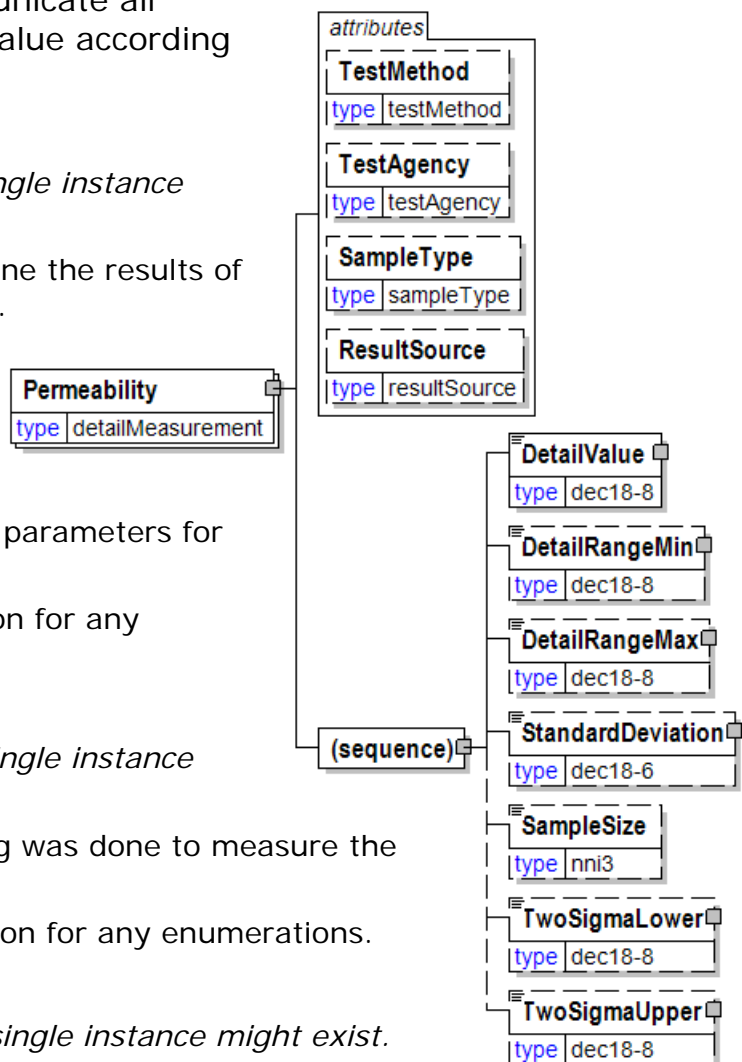 unicate all
alue according
ngle instance
ne the results of
.
parameters for
on for any
ingle instance
g was done to measure the
on for any enumerations.
single instance might exist.
Permeability
type detailMeasurement
attributes
TestMethod
type testMethod
TestAgency
type testAgency
SampleType
type sampleType
ResultSource
type resultSource
(sequence)
DetailValue
type dec18-8
DetailRangeMin
type dec18-8
DetailRangeMax
type dec18-8
StandardDeviation
type dec18-6
SampleSize
type nni3
TwoSigmaLower
type dec18-8
TwoSigmaUpper
type dec18-8